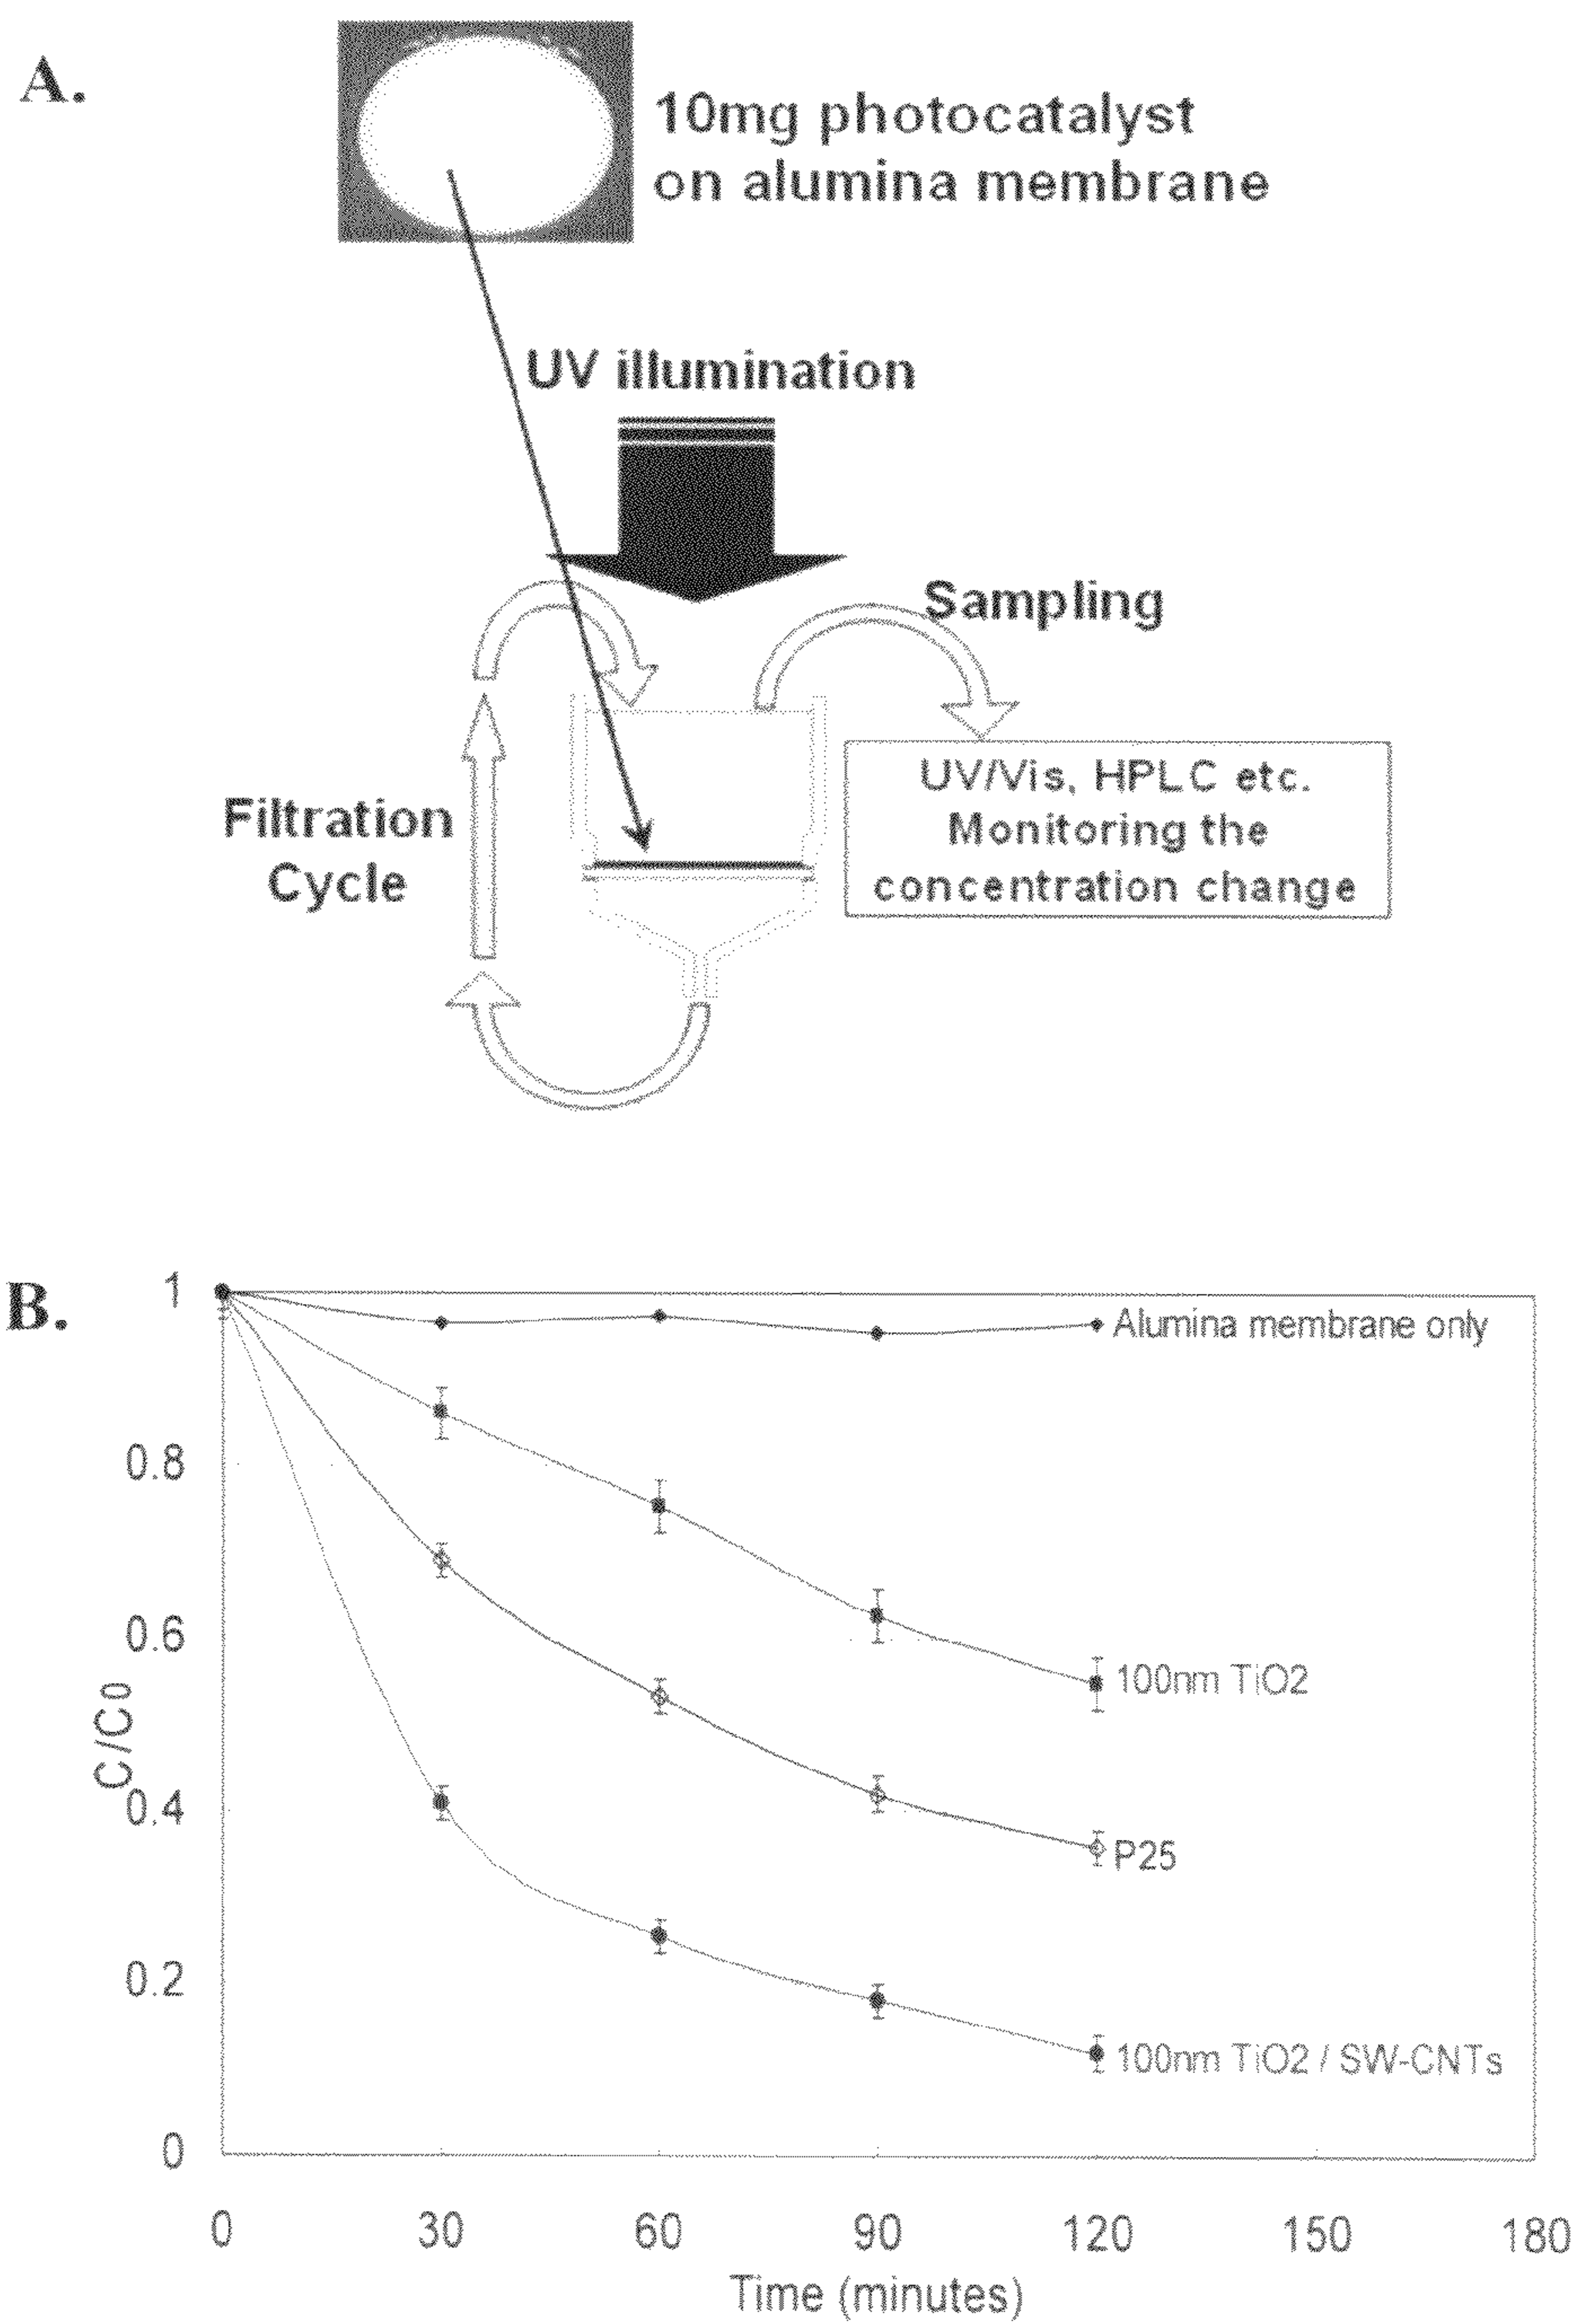 A.
10mg photocatalyst
on alumina membrane
UV illumination
Sampling
Filtration
Cycle
UV/Vis, HPLC etc.
Monitoring the
concentration change
B.
1
0.8
0.6
0.4
0.2
0
C/C0
Alumina membrane only
100nm TiO2
P25
100nm TiO2 / SW-CNTs
0 30 60 90 120 150 180
Time (minutes)